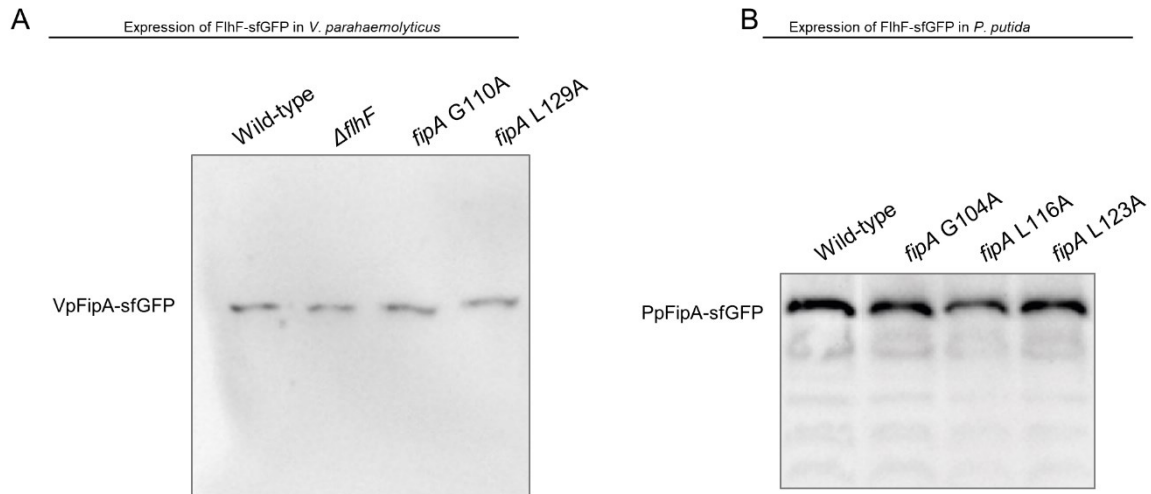 A
Expression of FlhF-sfGFP in V. parahaemolyticus
Wild-type
ΔflhF
fipA G110A
fipA L129A
VpFipA-sfGFP
B
Expression of FlhF-sfGFP in P. putida
Wild-type
fipA G104A
fipA L116A
fipA L123A
PpFipA-sfGFP